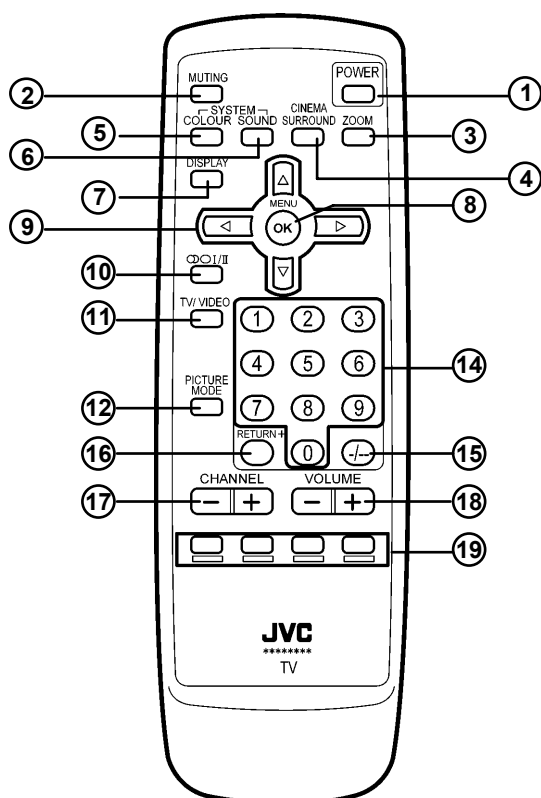 MUTING
POWER
2
1
SYSTEM
CINEMA
5
COLOUR SOUND SURROUND ZOOM
3
6
4
DISPLAY
7
8
MENU
9
OK
10
I/II
11
TV/ VIDEO
1 2 3
4 5 6
14
PICTURE
MODE
12
7 8 9
RETURN +
16
0
-/--
15
CHANNEL VOLUME
17
− + − +
18
19
JVC
********
TV